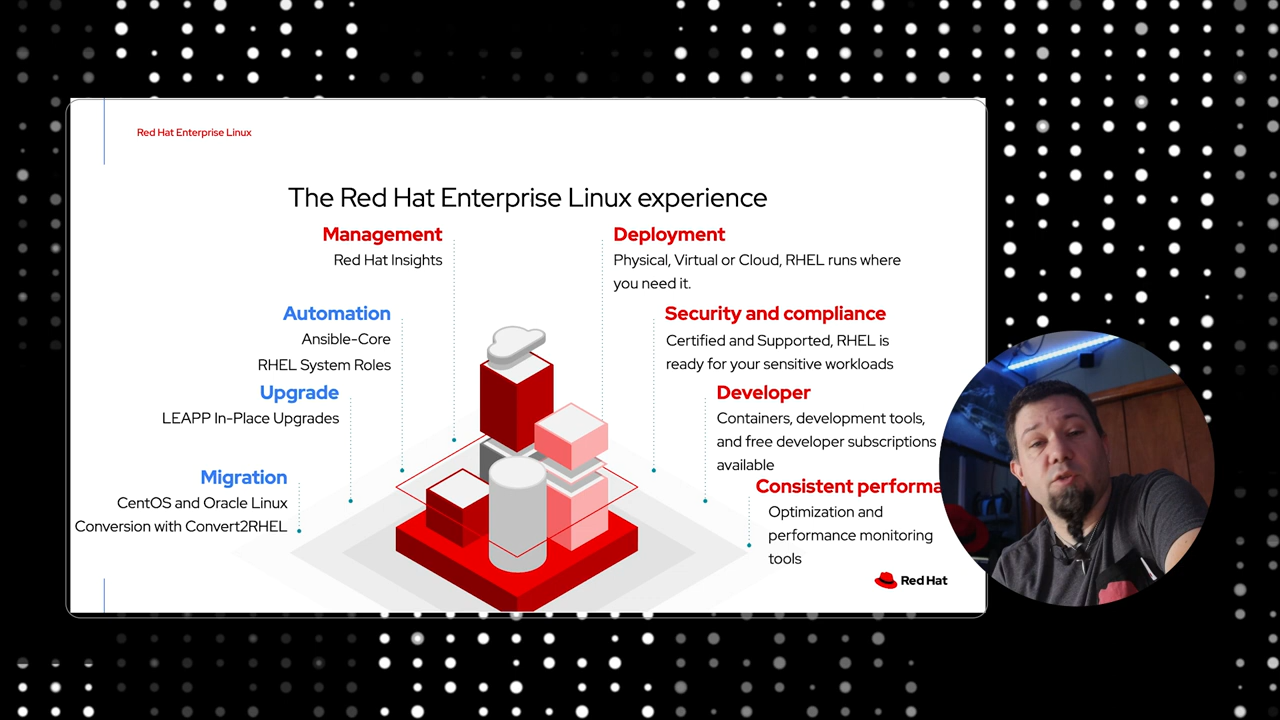 Red Hat Enterprise Linux
The Red Hat Enterprise Linux experience
Management
Red Hat Insights
Automation
Ansible-Core
RHEL System Roles
Upgrade
LEAPP In-Place Upgrades
Migration
CentOS and Oracle Linux
Conversion with Convert2RHEL
Deployment
Physical, Virtual or Cloud, RHEL runs where
you need it.
Security and compliance
Certified and Supported, RHEL is
ready for your sensitive workloads
Developer
Containers, development tools,
and free developer subscriptions
available
Consistent performa
Optimization and
performance monitoring
tools
Red Hat